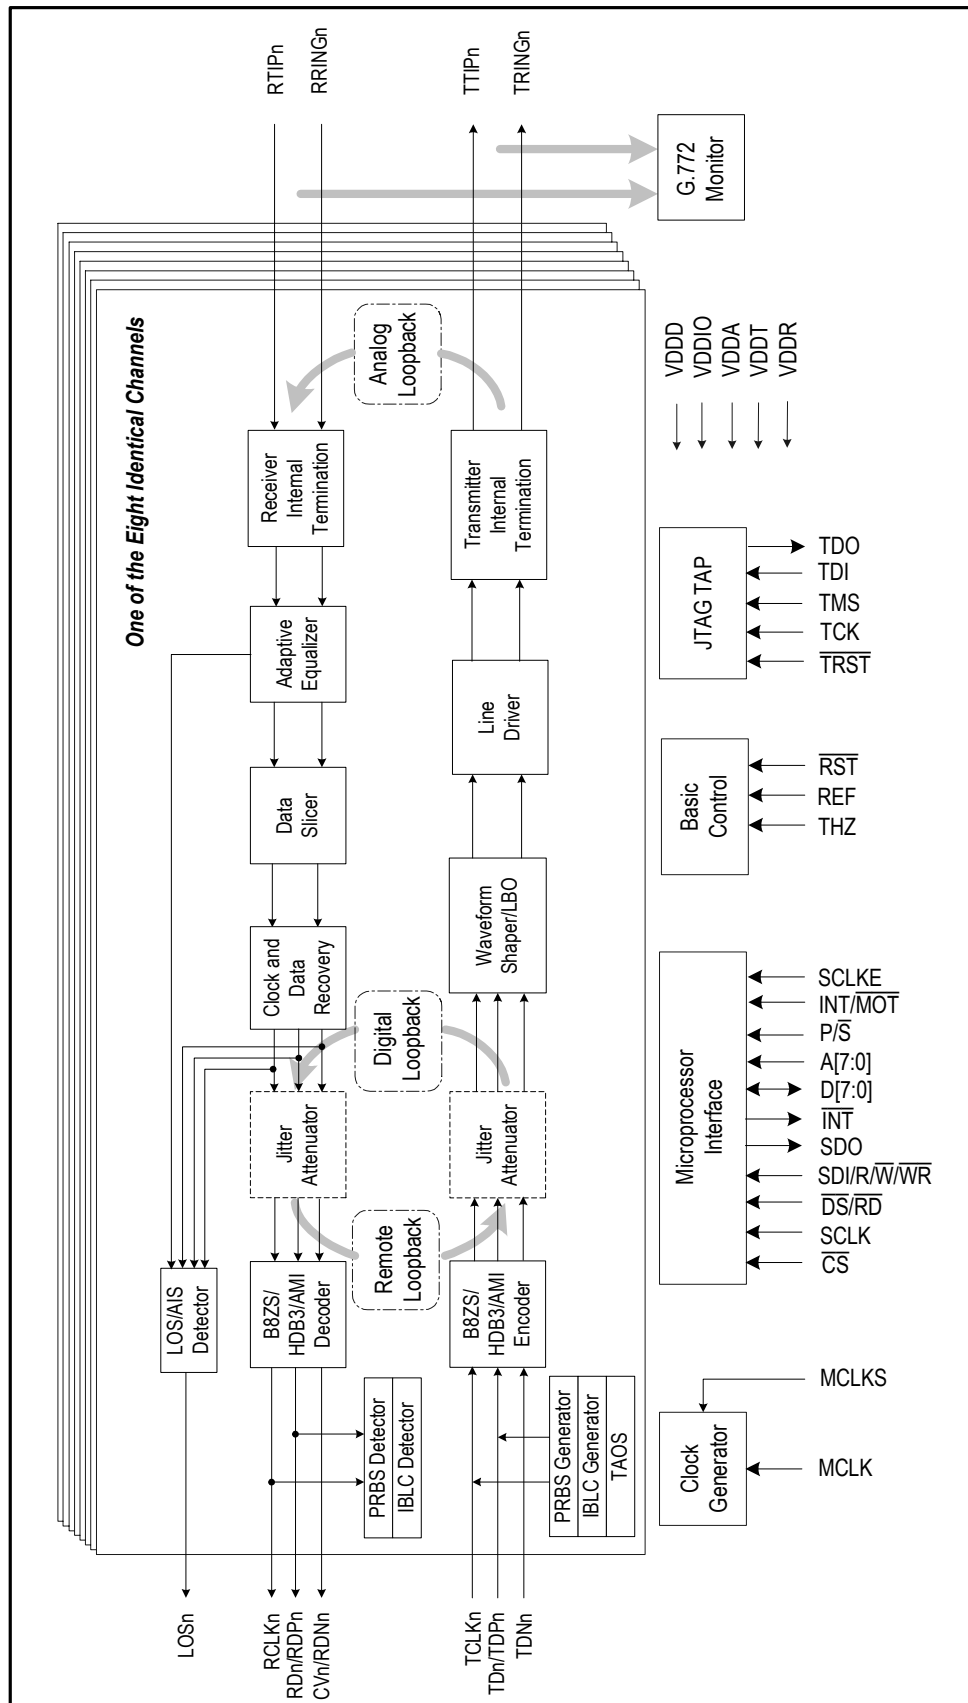 RTIPn
RRINGn
TTIPn
TRINGn
G.772
Monitor
One of the Eight Identical Channels
Analog
Loopback
VDDD
VDDIO
VDDA
VDDT
VDDR
Receiver
Internal
Termination
Transmitter
Internal
Termination
JTAG TAP
TDO
TDI
TMS
TCK
TRST
Adaptive
Equalizer
Line
Driver
Data
Slicer
Basic
Control
RST
REF
THZ
Clock and
Data
Recovery
Waveform
Shaper/LBO
Digital
Loopback
Microprocessor
Interface
SCLKE
INT/MOT
P/S
A[7:0]
D[7:0]
INT
SDO
SDI/R/W/WR
DS/RD
SCLK
CS
Jitter
Attenuator
Jitter
Attenuator
Remote
Loopback
LOS/AIS
Detector
B8ZS/
HDB3/AMI
Decoder
B8ZS/
HDB3/AMI
Encoder
PRBS Detector
IBLC Detector
PRBS Generator
IBLC Generator
TAOS
Clock
Generator
MCLKS
MCLK
LOSn
RCLKn
RDn/RDPn
CVn/RDNn
TCLKn
TDn/TDPn
TDNn